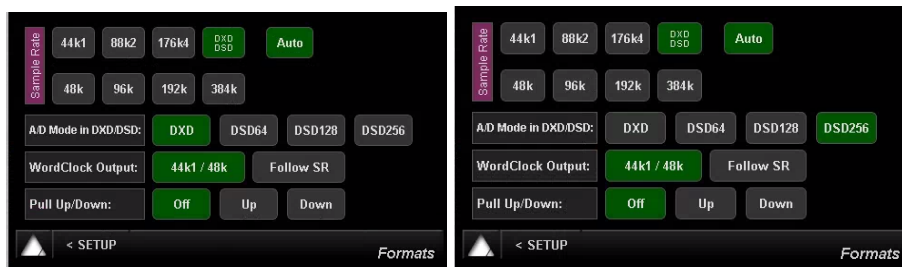 Sample Rate
44k1 88k2 176k4 DXD DSD Auto
48k 96k 192k 384k
A/D Mode in DXD/DSD: DXD DSD64 DSD128 DSD256
WordClock Output: 44k1 / 48k Follow SR
Pull Up/Down: Off Up Down
< SETUP Formats
Sample Rate
44k1 88k2 176k4 DXD DSD Auto
48k 96k 192k 384k
A/D Mode in DXD/DSD: DXD DSD64 DSD128 DSD256
WordClock Output: 44k1 / 48k Follow SR
Pull Up/Down: Off Up Down
< SETUP Formats